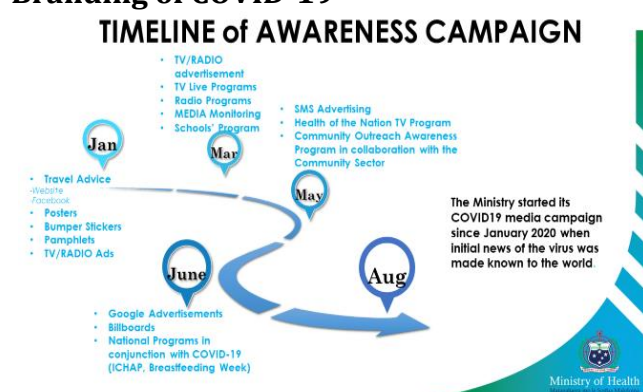 Branding of COVID-19
TIMELINE of AWARENESS CAMPAIGN
Jan
• Travel Advice
-Website
-Facebook
• Posters
• Bumper Stickers
• Pamphlets
• TV/RADIO Ads
• TV/RADIO
advertisement
• TV Live Programs
• Radio Programs
• MEDIA Monitoring
• Schools' Program
Mar
• SMS Advertising
• Health of the Nation TV Program
• Community Outreach Awareness
Program in collaboration with the
Community Sector
May
June
• Google Advertisements
• Billboards
• National Programs in
conjunction with COVID-19
(ICHAP, Breastfeeding Week)
Aug
The Ministry started its
COVID19 media campaign
since January 2020 when
initial news of the virus was
made known to the world.
Ministry of Health